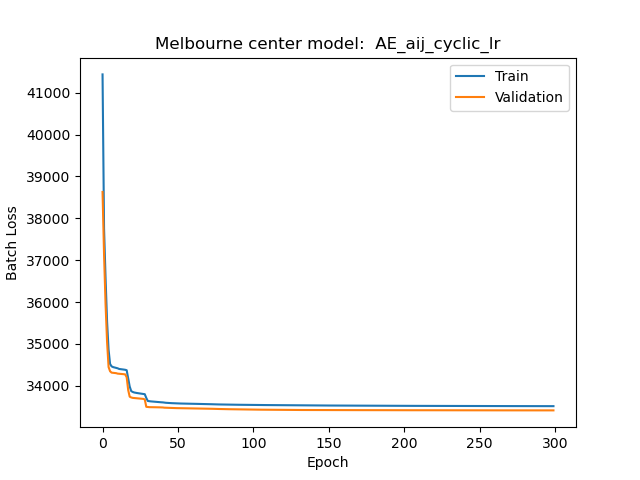 Melbourne center model:  AE_aij_cyclic_lr
Train
Validation
Batch Loss
41000
40000
39000
38000
37000
36000
35000
34000
0 50 100 150 200 250 300
Epoch